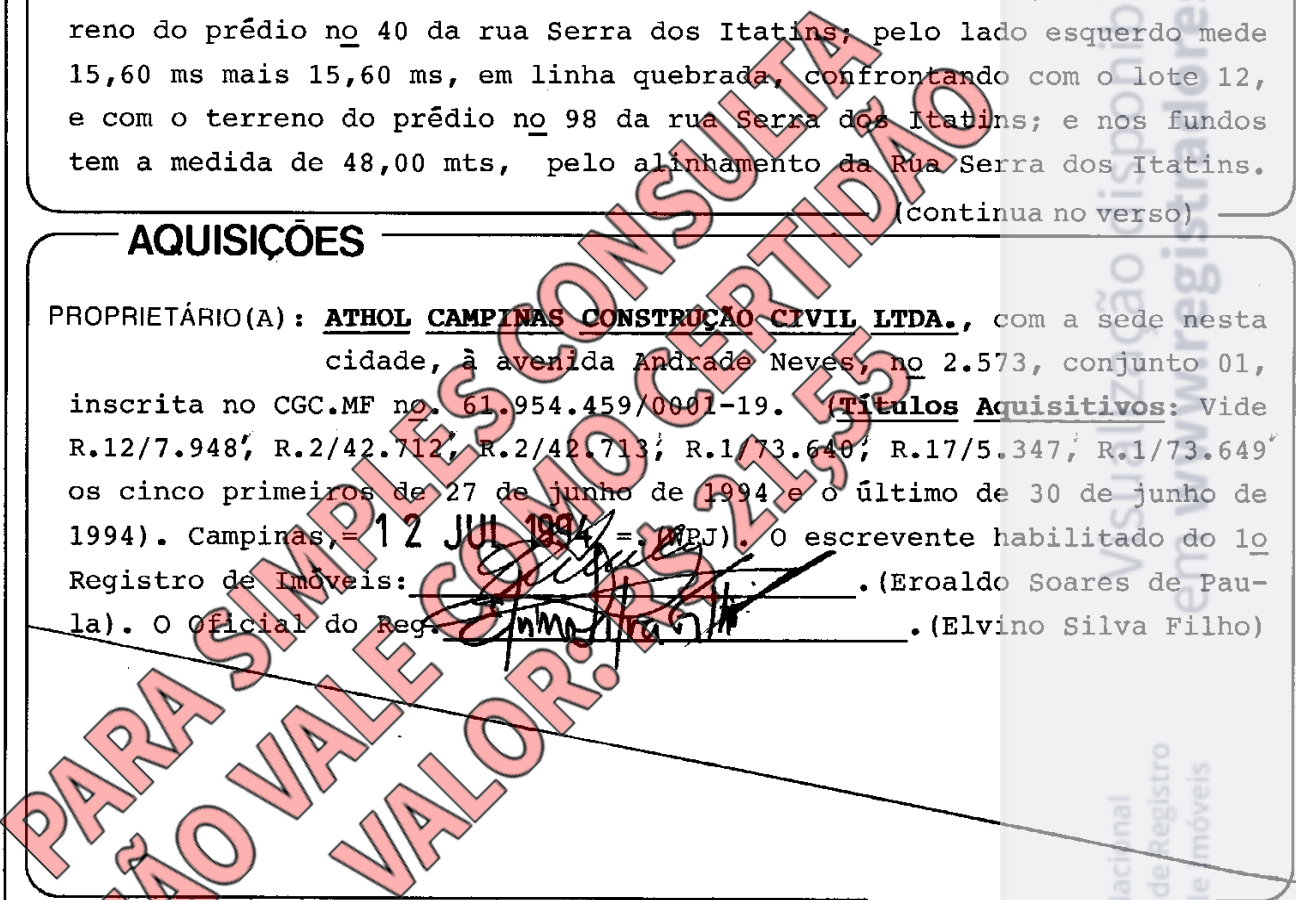 reno do prédio no 40 da rua Serra dos Itatins; pelo lado esquerdo mede
15,60 ms mais 15,60 ms, em linha quebrada, confrontando com o lote 12,
e com o terreno do prédio no 98 da rua Serra dos Itatins; e nos fundos
tem a medida de 48,00 mts, pelo alinhamento da Rua Serra dos Itatins.
(continua no verso)
AQUISIÇÕES
PROPRIETÁRIO(A): ATHOL CAMPINAS CONSTRUÇÃO CIVIL LTDA., com a sede nesta
cidade, à avenida Andrade Neves, no 2.573, conjunto 01,
inscrita no CGC.MF no. 61.954.459/0001-19. (Títulos Aquisitivos: Vide
R.12/7.948, R.2/42.712, R.2/42.713, R.1/73.640, R.17/5.347, R.1/73.649
os cinco primeiros de 27 de junho de 1994 e o último de 30 de junho de
1994). Campinas,= 12 JUL 1994 =. O escrevente habilitado do 1o
Registro de Imóveis: .(Eroaldo Soares de Pau-
la). O Oficial do Reg. .(Elvino Silva Filho)
PARA SIMPLES CONSULTA
NÃO VALE COMO CERTIDÃO
VALOR: R$ 21,55
Visualização disponí
em www.registradores
Nacional
de Registro
de Imóveis